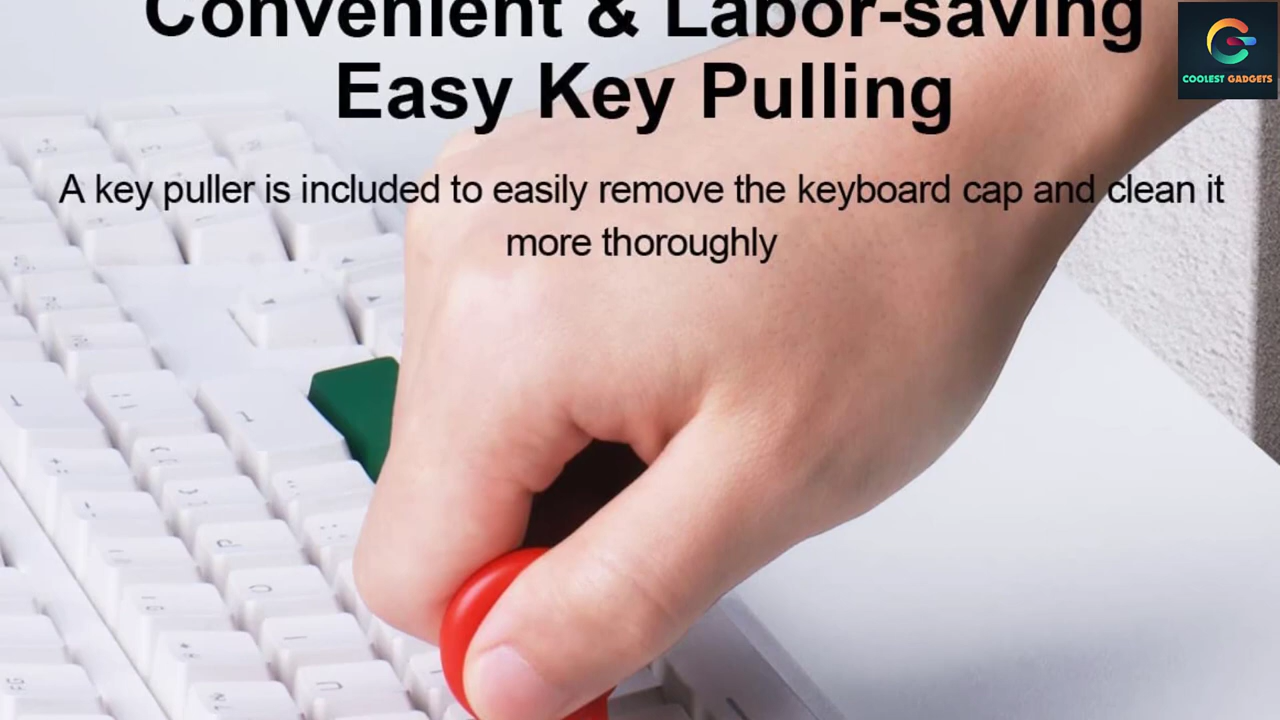 Convenient & Labor-saving
Easy Key Pulling
A key puller is included to easily remove the keyboard cap and clean it
more thoroughly
COOLEST GADGETS